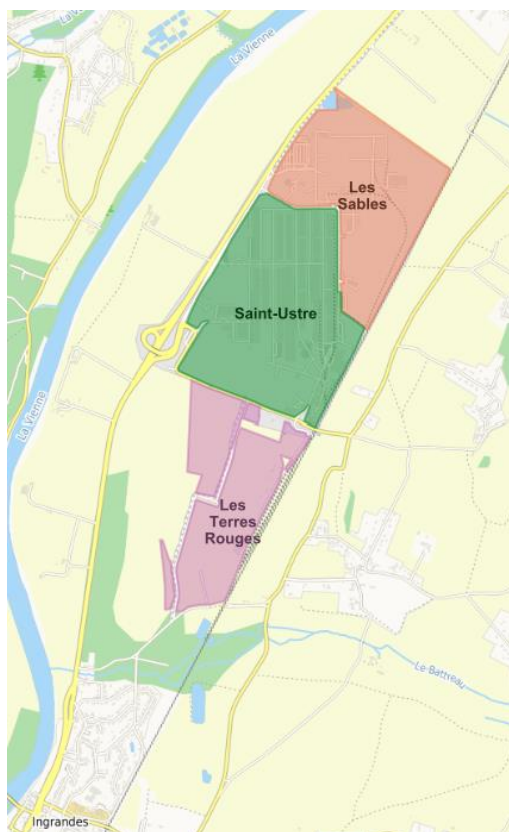 La Vienne
Les
Sables
Saint-Ustre
La Vienne
Les
Terres
Rouges
Le Battreau
Ingrandes